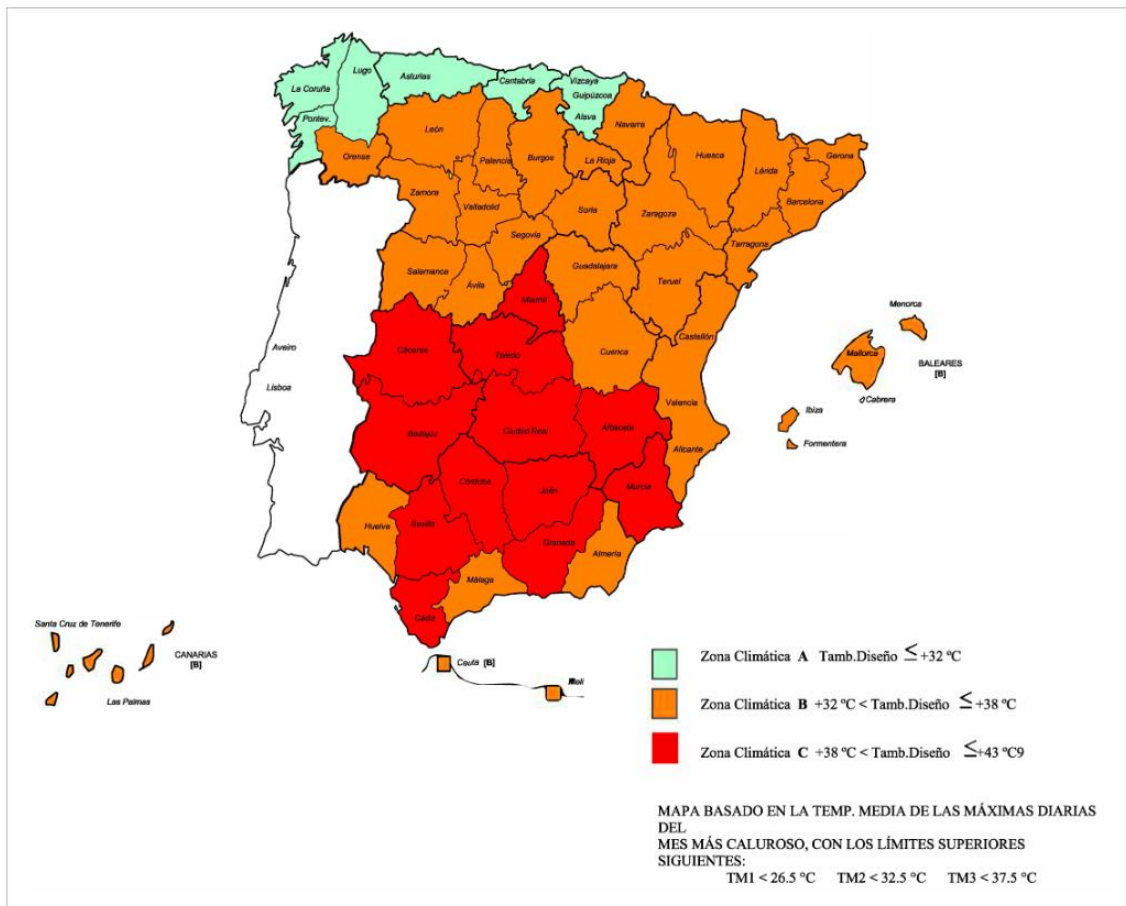 Lugo
Asturias
Cantabria
Vizcaya
La Coruña
Guipúzcoa
Pontev.
Alava
León
Navarra
Orense
Palencia
Burgos
La Rioja
Huesca
Gerona
Lérida
Zamora
Valladolid
Soria
Zaragoza
Barcelona
Segovia
Tarragona
Salamanca
Ávila
Guadalajara
Teruel
Madrid
Menorca
Castellón
Aveiro
Cáceres
Toledo
Cuenca
Mallorca
BALEARES
[B]
Lisboa
Cabrera
Valencia
Ibiza
Badajoz
Ciudad Real
Albacete
Alicante
Formentera
Córdoba
Jaén
Murcia
Huelva
Sevilla
Granada
Almería
Málaga
Cádiz
Santa Cruz de Tenerife
CANARIAS
[B]
Las Palmas
Ceuta [B]
Zona Climática A Tamb.Diseño ≤ +32 ºC
Zona Climática B +32 ºC < Tamb.Diseño ≤ +38 ºC
Zona Climática C +38 ºC < Tamb.Diseño ≤ +43 ºC9
MAPA BASADO EN LA TEMP. MEDIA DE LAS MÁXIMAS DIARIAS
DEL
MES MÁS CALUROSO, CON LOS LÍMITES SUPERIORES
SIGUIENTES:
TM1 < 26.5 ºC TM2 < 32.5 ºC TM3 < 37.5 ºC